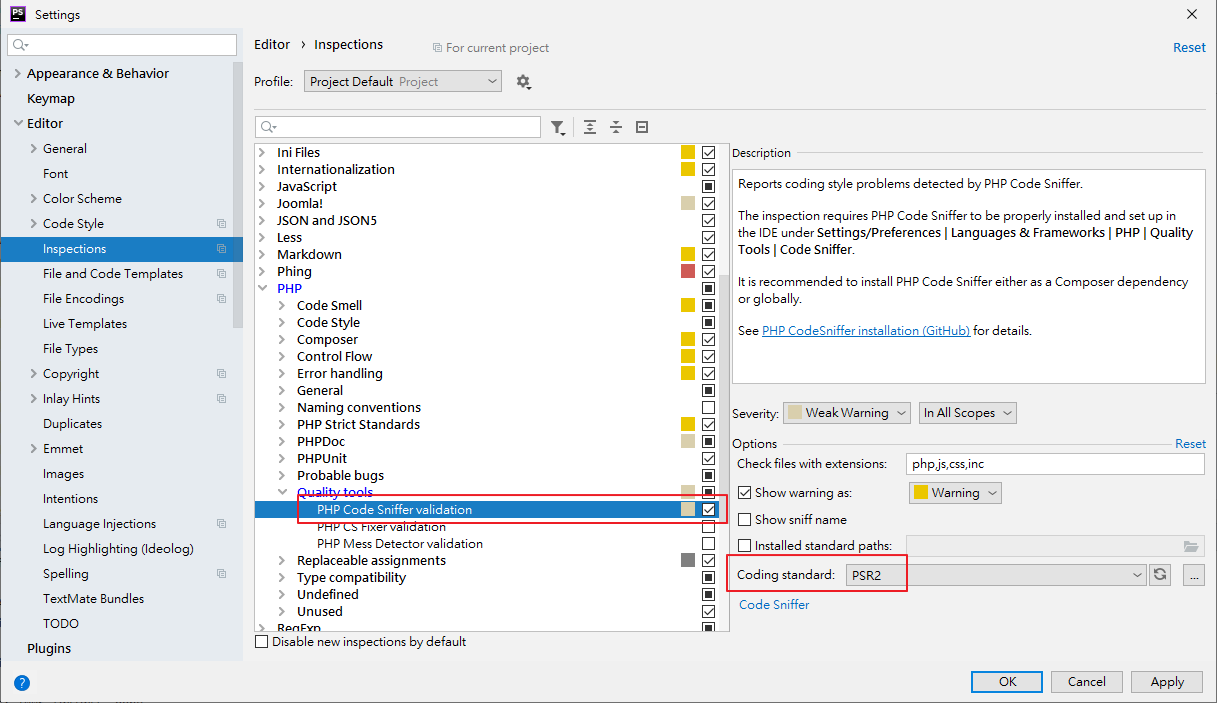 PS Settings
Appearance & Behavior
Keymap
Editor
General
Font
Color Scheme
Code Style
Inspections
File and Code Templates
File Encodings
Live Templates
File Types
Copyright
Inlay Hints
Duplicates
Emmet
Images
Intentions
Language Injections
Log Highlighting (Ideolog)
Spelling
TextMate Bundles
TODO
Plugins
?
Editor › Inspections
For current project
Reset
Profile:
Project Default Project
Ini Files
Internationalization
JavaScript
Joomla!
JSON and JSON5
Less
Markdown
Phing
PHP
Code Smell
Code Style
Composer
Control Flow
Error handling
General
Naming conventions
PHP Strict Standards
PHPDoc
PHPUnit
Probable bugs
Quality tools
PHP Code Sniffer validation
PHP CS Fixer validation
PHP Mess Detector validation
Replaceable assignments
Type compatibility
Undefined
Unused
RegExp
Disable new inspections by default
Description
Reports coding style problems detected by PHP Code Sniffer.
The inspection requires PHP Code Sniffer to be properly installed and set up in
the IDE under Settings/Preferences | Languages & Frameworks | PHP | Quality
Tools | Code Sniffer.
It is recommended to install PHP Code Sniffer either as a Composer dependency
or globally.
See PHP CodeSniffer installation (GitHub) for details.
Severity: Weak Warning In All Scopes
Options Reset
Check files with extensions: php,js,css,inc
Show warning as: Warning
Show sniff name
Installed standard paths:
Coding standard: PSR2 ...
Code Sniffer
OK Cancel Apply